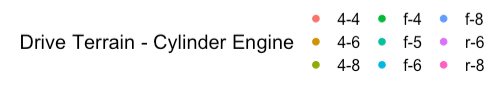 4-4 f-4 f-8
Drive Terrain - Cylinder Engine 4-6 f-5 r-6
4-8 f-6 r-8